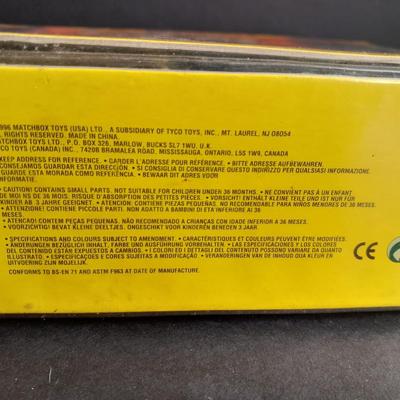 996 MATCHBOX TOYS (USA) LTD., A SUBSIDIARY OF TYCO TOYS, INC., MT. LAUREL, NJ 08054
RIGHTS RESERVED. MADE IN CHINA.
MATCHBOX TOYS LTD., P.O. BOX 326, MARLOW, BUCKS SL7 1WU, U.K.
TOYS (CANADA) INC., 7420B BRAMALEA ROAD, MISSISSAUGA, ONTARIO, L5S 1W9, CANADA
KEEP ADDRESS FOR REFERENCE. • GARDER L'ADRESSE POUR RÉFÉRENCE. • BITTE ADRESSE AUFBEWAHREN.
CONSERVA GUARDAR ESTA DIRECCIÓN. • SI CONSIGLIA DI CONSERVARE QUESTO INDIRIZZO PER QUALSIASI INFORMAZIONE.
GUARDE ESTA MORADA COMO REFERÊNCIA. • BEWAAR DIT ADRES VOOR
INFORMATIE.
CAUTION! CONTAINS SMALL PARTS. NOT SUITABLE FOR CHILDREN UNDER 36 MONTHS. • NE CONVIENT PAS À UN ENFANT
DE MOINS DE 36 MOIS. RISQUE D'ABSORPTION DES PETITES PIÈCES. • VORSICHT! ENTHÄLT KLEINE TEILE UND IST NUR FÜR
KINDER AB 3 JAHRE GEEIGNET. • ATENCION! CONTIENE PIEZAS PEQUEÑAS. NO RECOMENDABLE PARA NIÑOS MENORES DE 36 MESES.
• ATTENZIONE! CONTIENE PICCOLE PARTI. NON ADATTO A BAMBINI DI ETÀ INFERIORE AI 36
MESI.
• ATENÇÃO! CONTEM PEÇAS PEQUENAS. NÃO RECOMENDADO PARA CRIANÇAS COM IDADE INFERIOR A 36 MESES.
• VOORZICHTIG! BEVAT KLEINE DEELTJES. ONGESCHIKT VOOR KINDEREN BENEDEN 3 JAAR.
• SPECIFICATIONS AND COLOURS SUBJECT TO AMENDMENT. • CARACTÉRISTIQUES ET COULEURS PEUVENT ÊTRE MODIFIÉES.
• ÄNDERUNGEN BEZÜGLICH INHALT, FARBE UND AUSFÜHRUNG VORBEHALTEN. • LAS ESPECIFICACIONES Y LOS COLORES
DEL CONTENIDO ESTÁN EXPUESTOS A CAMBIOS. • I COLORI ED I DETTAGLI DEL CONTENUTO POSSONO VARIARE DA QUANTO
ILLUSTRATO. • ESPECIFICAÇOES E CORES SUJEITAS A MODIFICAÇÃO. • VERANDERINGEN VAN DE INHOUD QUA KLEUR EN
UITVOERING ZIJN MOGELIJK.
CONFORMS TO BS-EN 71 AND ASTM F963 AT DATE OF MANUFACTURE.
CE
0-3